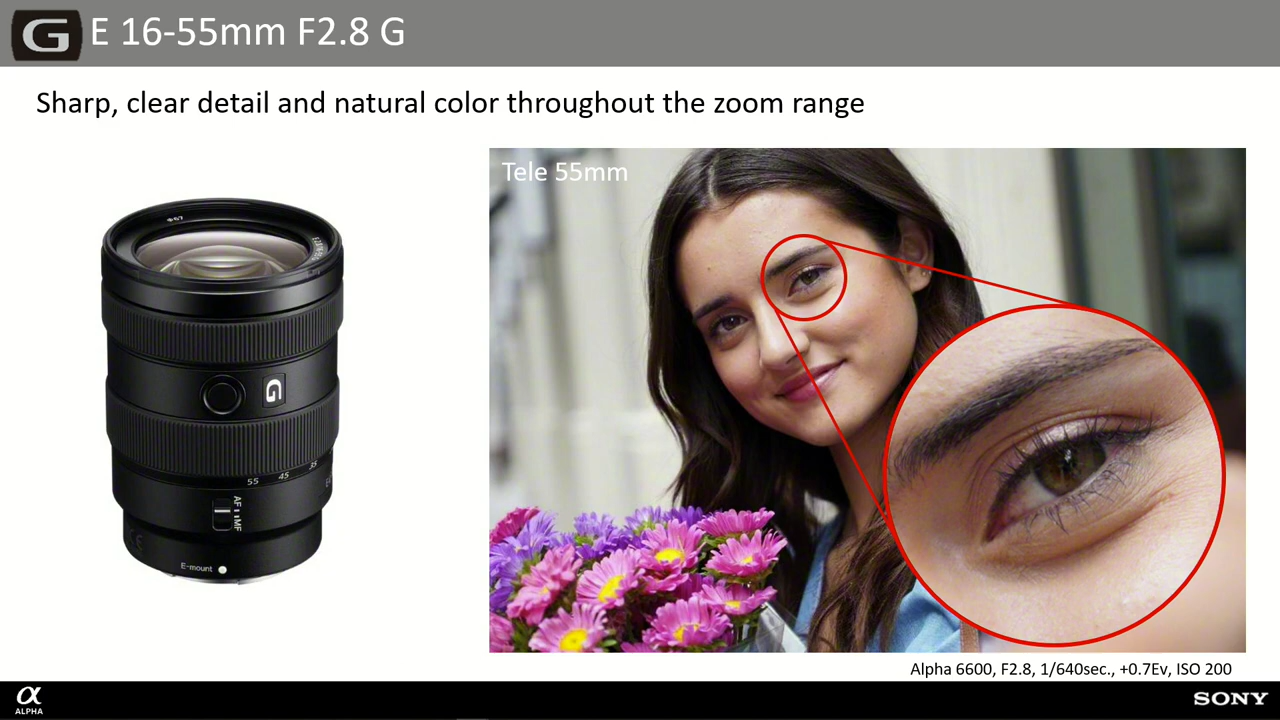 G E 16-55mm F2.8 G
Sharp, clear detail and natural color throughout the zoom range
Tele 55mm
G
55 45 35
AF MF
E-mount
Alpha 6600, F2.8, 1/640sec., +0.7Ev, ISO 200
α
ALPHA
SONY